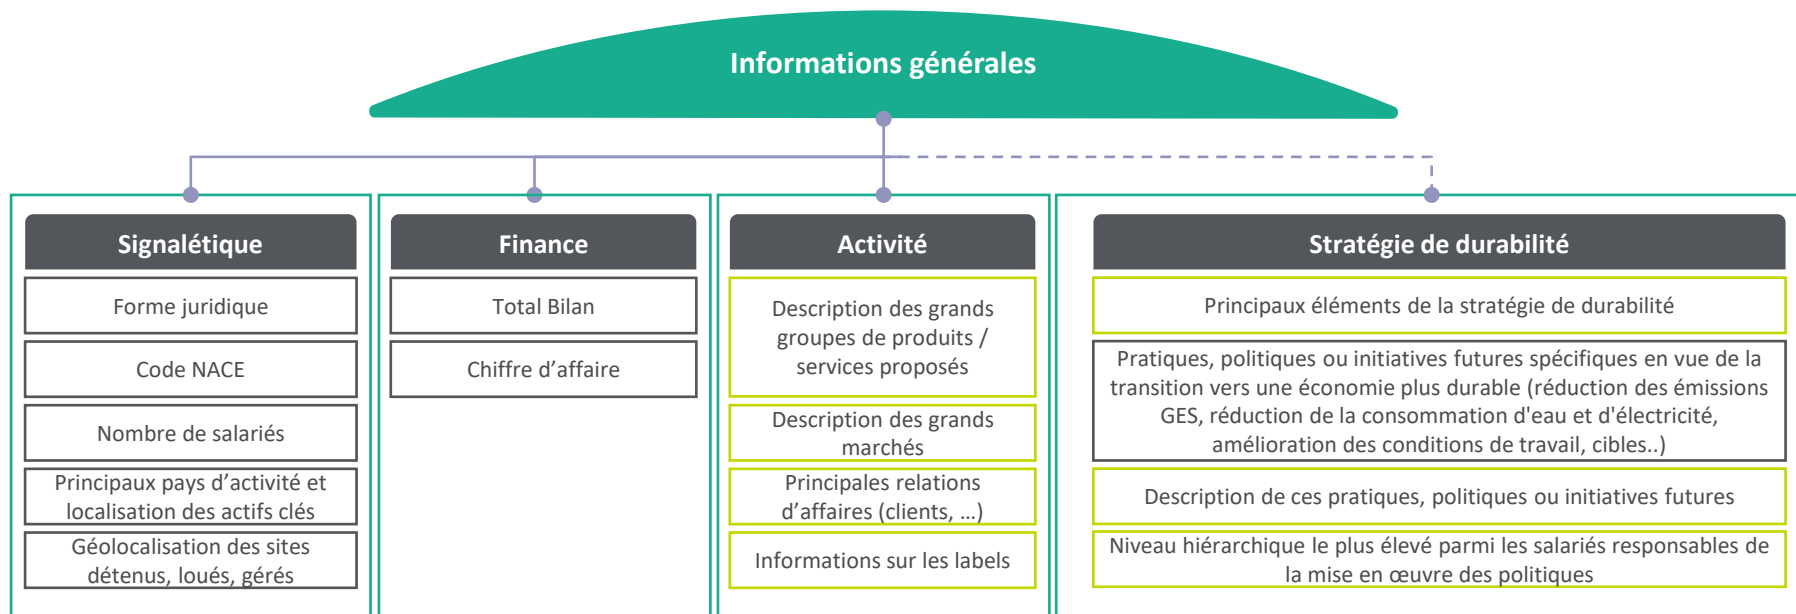 Informations générales
Signalétique
Forme juridique
Code NACE
Nombre de salariés
Principaux pays d’activité et
localisation des actifs clés
Géolocalisation des sites
détenus, loués, gérés
Finance
Total Bilan
Chiffre d’affaire
Activité
Description des grands
groupes de produits /
services proposés
Description des grands
marchés
Principales relations
d’affaires (clients, …)
Informations sur les labels
Stratégie de durabilité
Principaux éléments de la stratégie de durabilité
Pratiques, politiques ou initiatives futures spécifiques en vue de la
transition vers une économie plus durable (réduction des émissions
GES, réduction de la consommation d'eau et d'électricité,
amélioration des conditions de travail, cibles..)
Description de ces pratiques, politiques ou initiatives futures
Niveau hiérarchique le plus élevé parmi les salariés responsables de
la mise en œuvre des politiques